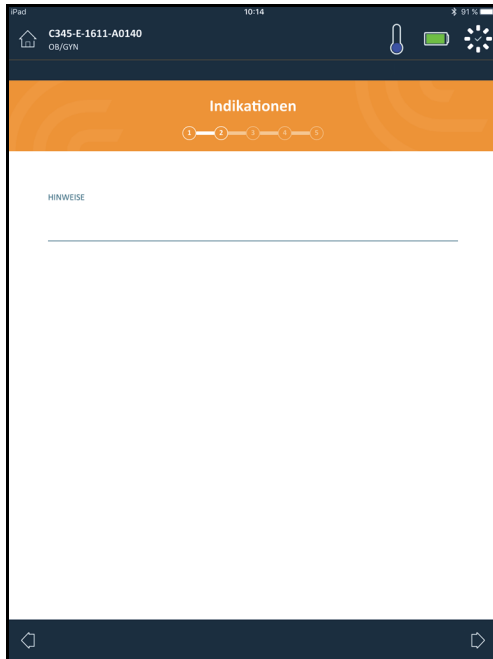 iPad 10:14 91 %
C345-E-1611-A0140
OB/GYN
Indikationen
1 2 3 4 5
HINWEISE